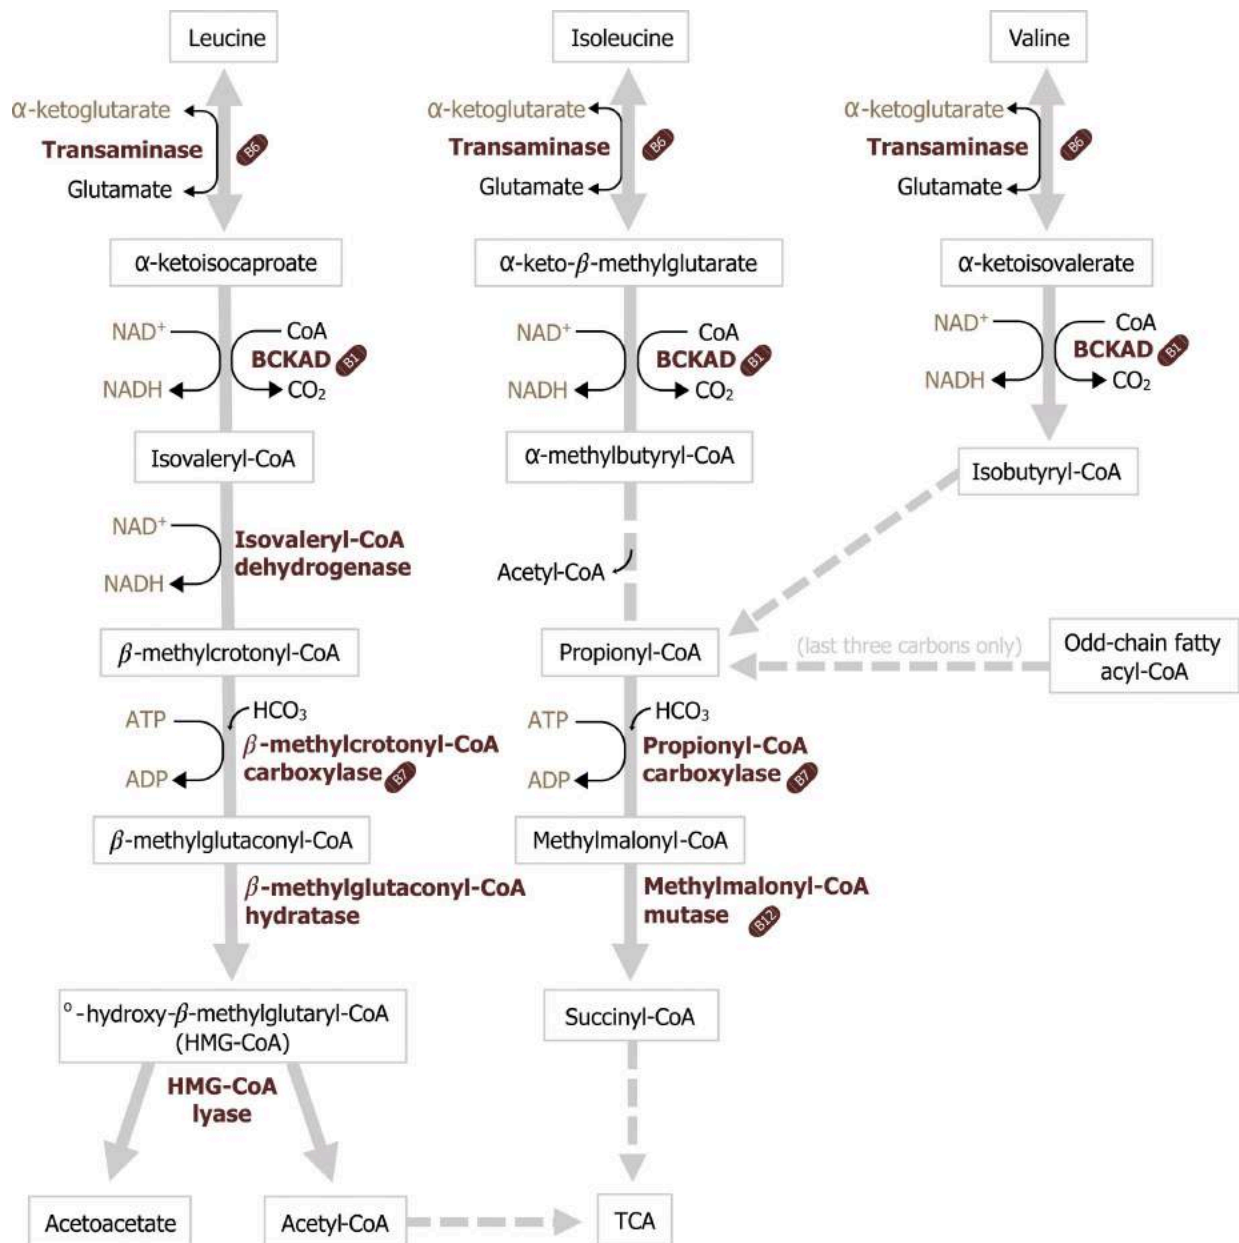 Leucine
Isoleucine
Valine
α-ketoglutarate
Transaminase
B6
Glutamate
α-ketoglutarate
Transaminase
B6
Glutamate
α-ketoglutarate
Transaminase
B6
Glutamate
α-ketoisocaproate
α-keto-β-methylglutarate
α-ketoisovalerate
NAD⁺
CoA
BCKAD
B1
NADH
CO₂
NAD⁺
CoA
BCKAD
B1
NADH
CO₂
NAD⁺
CoA
BCKAD
B1
NADH
CO₂
Isovaleryl-CoA
α-methylbutyryl-CoA
Isobutyryl-CoA
NAD⁺
Isovaleryl-CoA
dehydrogenase
NADH
Acetyl-CoA
β-methylcrotonyl-CoA
Propionyl-CoA
(last three carbons only)
Odd-chain fatty
acyl-CoA
ATP
HCO₃
β-methylcrotonyl-CoA
carboxylase
B7
ADP
ATP
HCO₃
Propionyl-CoA
carboxylase
B7
ADP
β-methylglutaconyl-CoA
Methylmalonyl-CoA
β-methylglutaconyl-CoA
hydratase
Methylmalonyl-CoA
mutase
B12
o-hydroxy-β-methylglutaryl-CoA
(HMG-CoA)
Succinyl-CoA
HMG-CoA
lyase
Acetoacetate
Acetyl-CoA
TCA